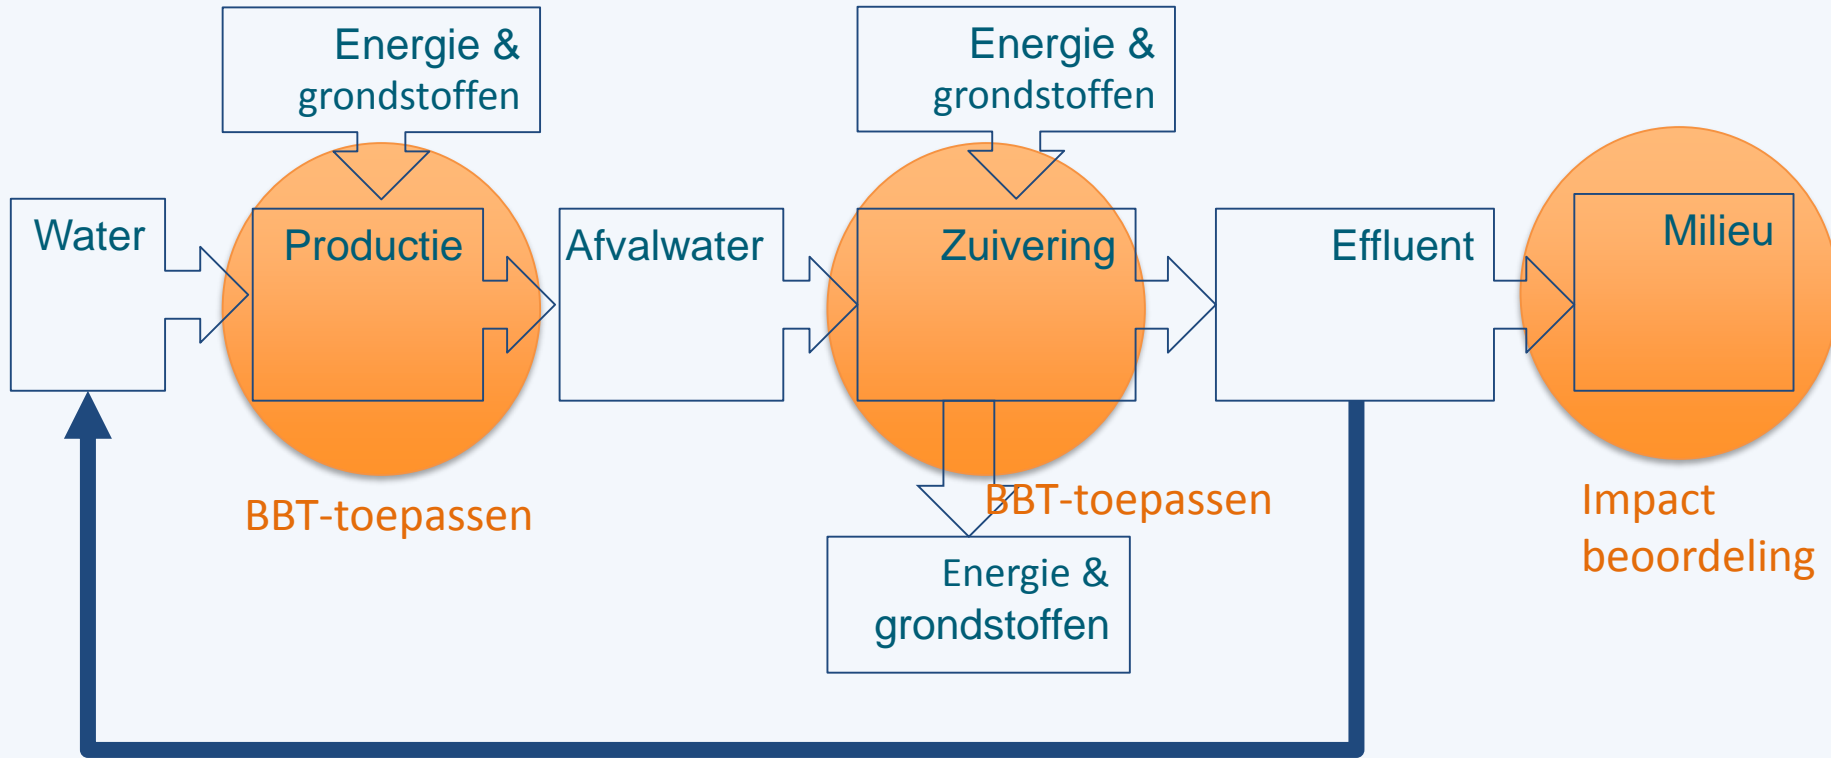 Energie &
grondstoffen
Energie &
grondstoffen
Water
Productie
Afvalwater
Zuivering
Effluent
Milieu
BBT-toepassen
BBT-toepassen
Impact
beoordeling
Energie &
grondstoffen